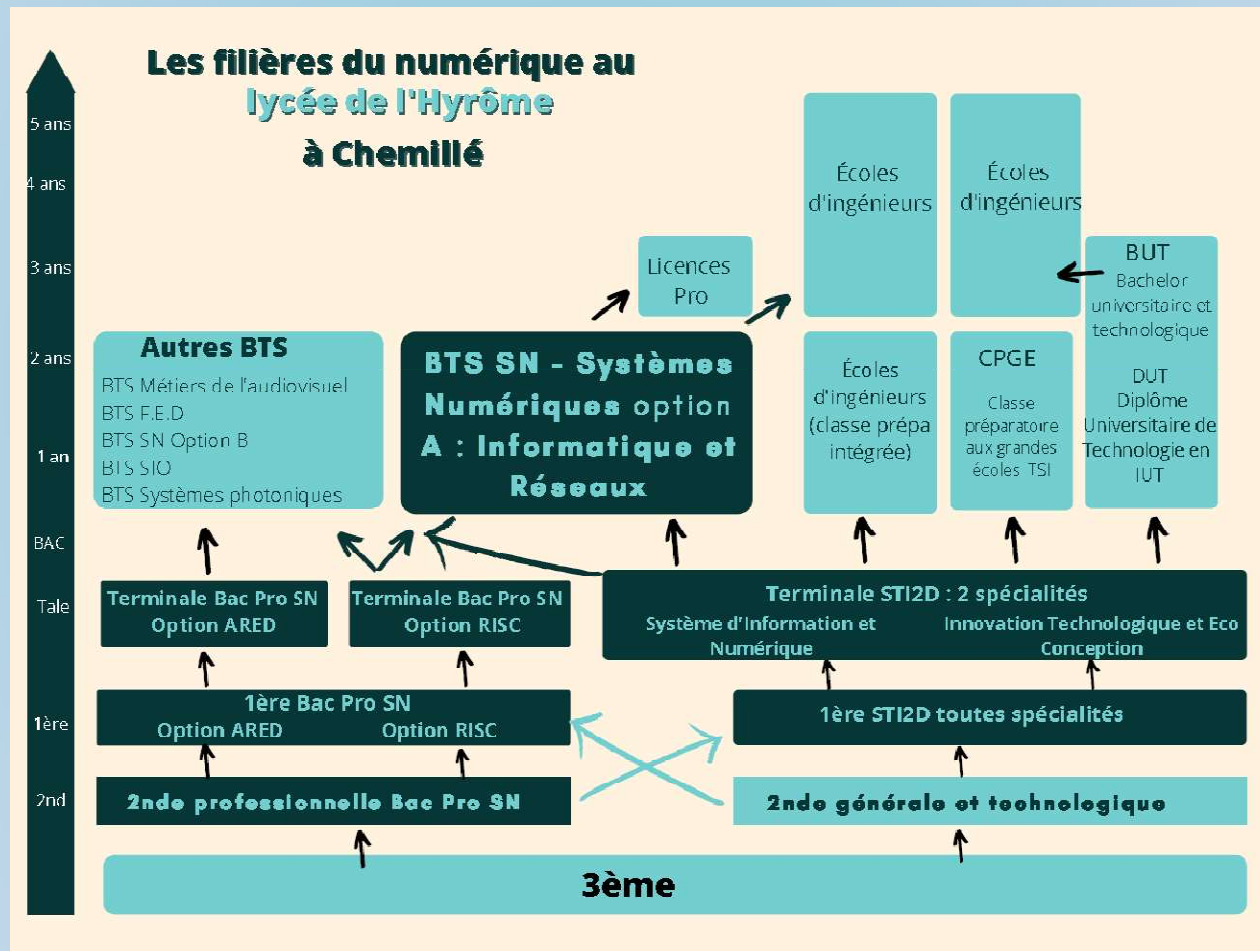 Les filières du numérique au
lycée de l'Hyrôme
à Chemillé
5 ans
4 ans
3 ans
2 ans
1 an
BAC
Tale
1ère
2nd
Écoles
d'ingénieurs
Écoles
d'ingénieurs
Licences
Pro
BUT
Bachelor
universitaire et
technologique
DUT
Diplôme
Universitaire de
Technologie en
IUT
Autres BTS
BTS Métiers de l'audiovisuel
BTS F.E.D
BTS SN Option B
BTS SIO
BTS Systèmes photoniques
BTS SN - Systèmes
Numériques option
A : Informatique et
Réseaux
Écoles
d'ingénieurs
(classe prépa
intégrée)
CPGE
Classe
préparatoire
aux grandes
écoles TSI
Terminale Bac Pro SN
Option ARED
Terminale Bac Pro SN
Option RISC
Terminale STI2D : 2 spécialités
Système d'Information et
Numérique
Innovation Technologique et Eco
Conception
1ère Bac Pro SN
Option ARED
Option RISC
1ère STI2D toutes spécialités
2nde professionnelle Bac Pro SN
2nde générale et technologique
3ème